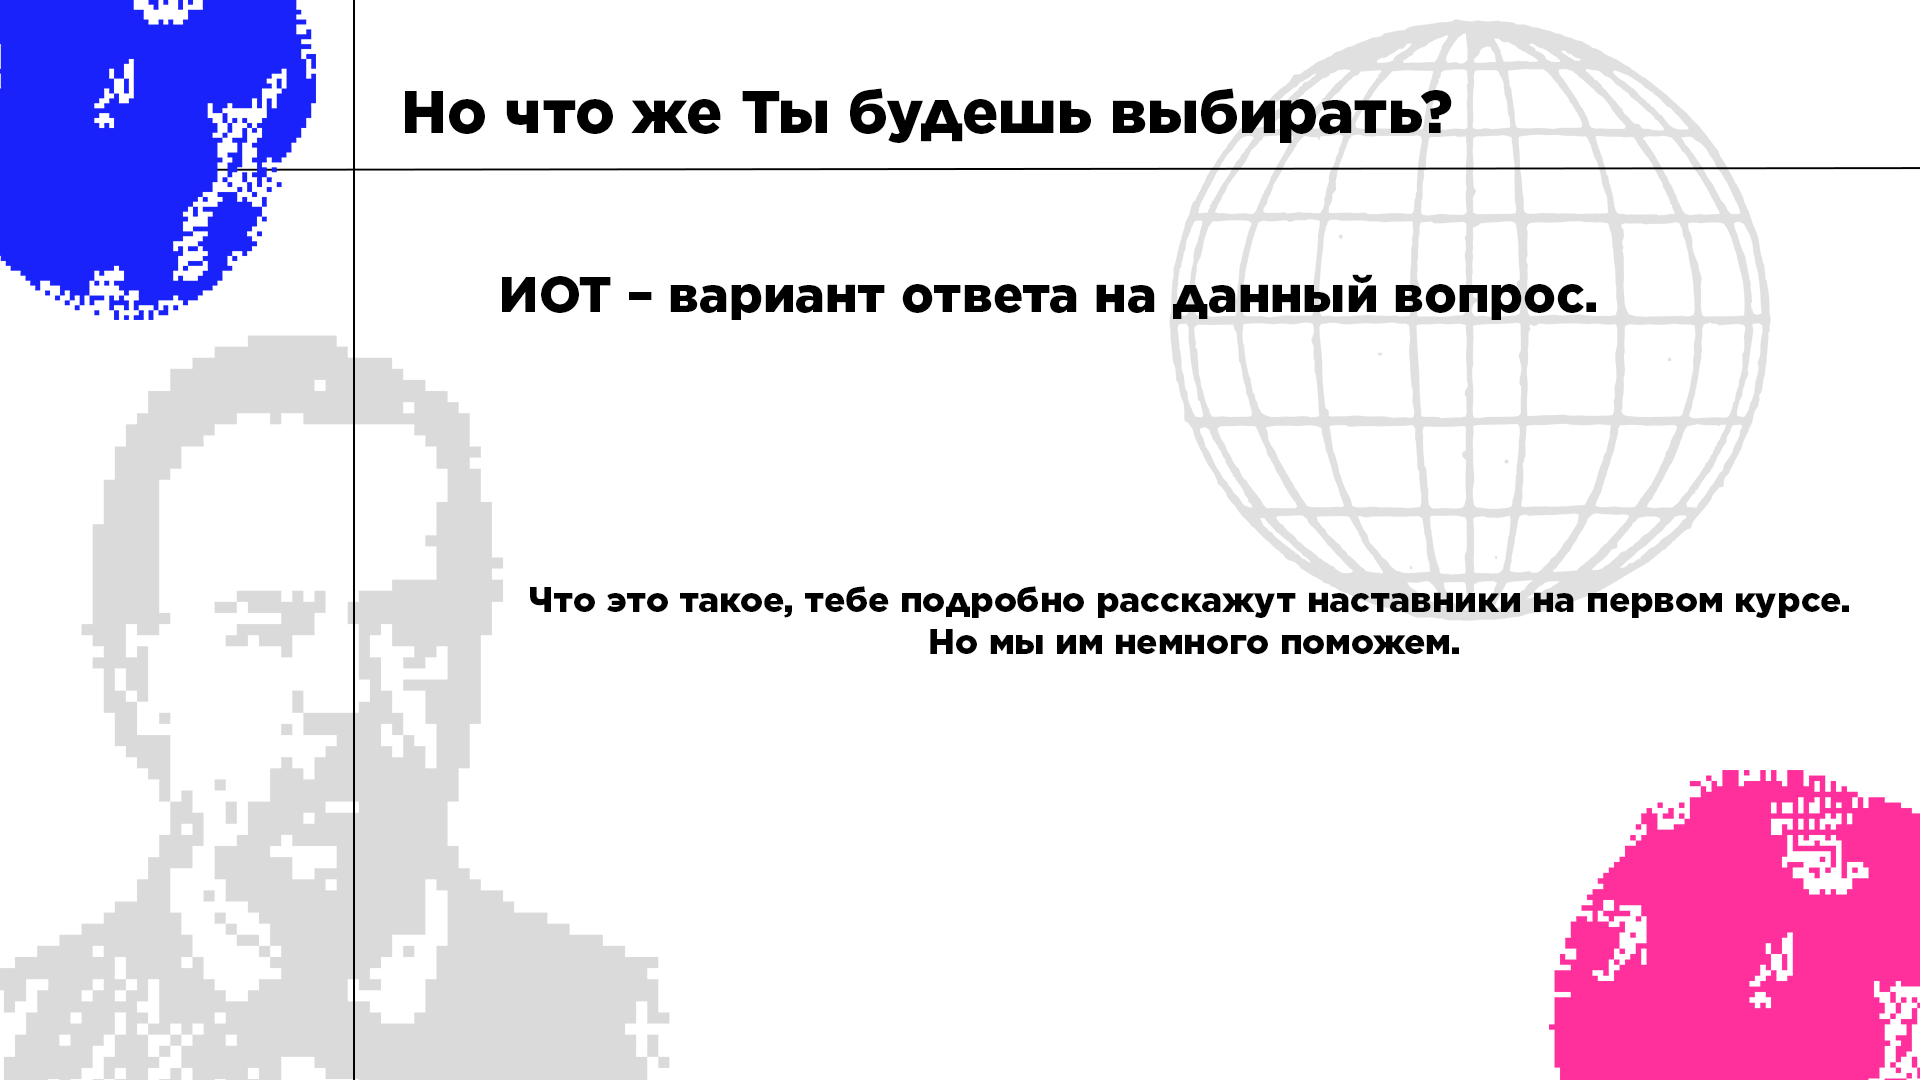 Но что же Ты будешь выбирать?
ИОТ – вариант ответа на данный вопрос.
Что это такое, тебе подробно расскажут наставники на первом курсе.
Но мы им немного поможем.